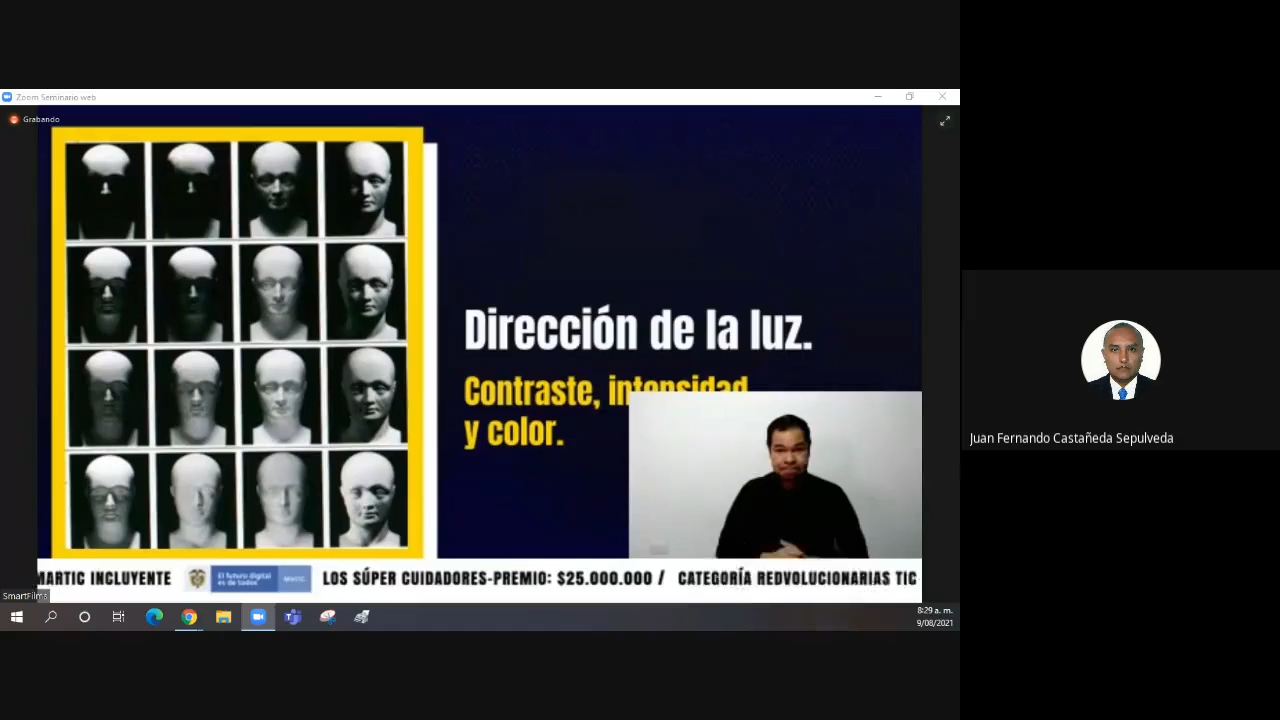 Zoom Seminario web
Grabando
Dirección de la luz.
Contraste, intensidad
y color.
MARTIC INCLUYENTE
El futuro digital
es de todos
MinTIC
LOS SÚPER CUIDADORES-PREMIO: $25.000.000 / CATEGORÍA REDVOLUCIONARIAS TIC
SmartFilms
8:29 a. m.
9/08/2021
Juan Fernando Castañeda Sepulveda